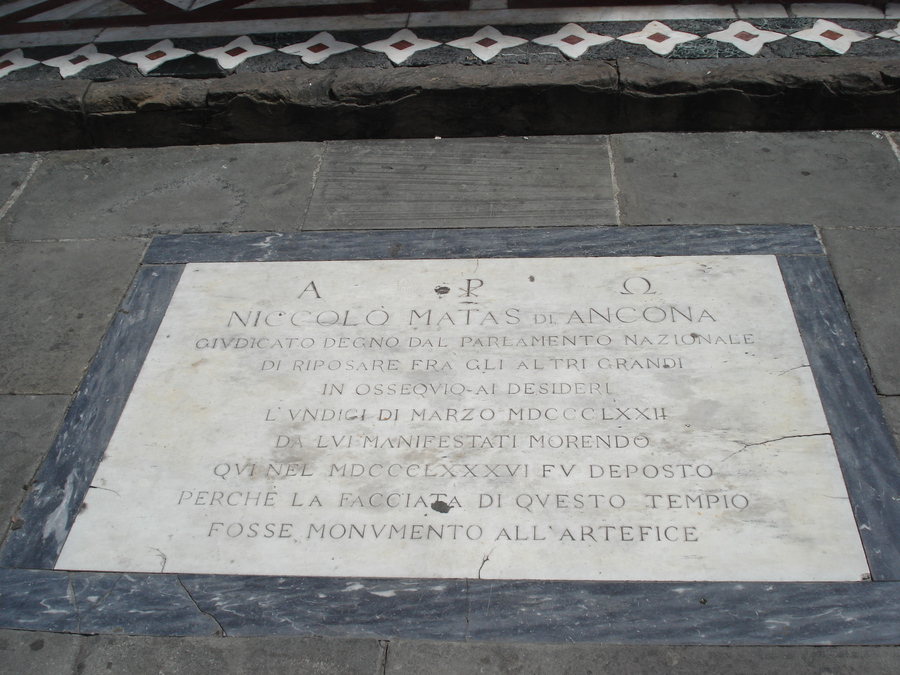 Α ☧ Ω
NICCOLÒ MATAS DI ANCONA
GIVDICATO DEGNO DAL PARLAMENTO NAZIONALE
DI RIPOSARE FRA GLI ALTRI GRANDI
IN OSSEQVIO AI DESIDERI
L'VNDICI DI MARZO MDCCCCLXXII
DA LVI MANIFESTATI MORENDO
QVI NEL MDCCCCLXXXVI FV DEPOSTO
PERCHÈ LA FACCIATA DI QVESTO TEMPIO
FOSSE MONVMENTO ALL'ARTEFICE